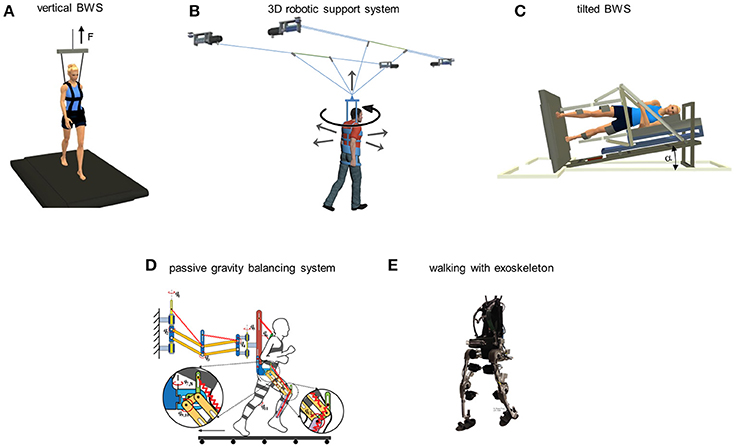 A vertical BWS
F
B 3D robotic support system
C tilted BWS
α
D passive gravity balancing system
E walking with exoskeleton